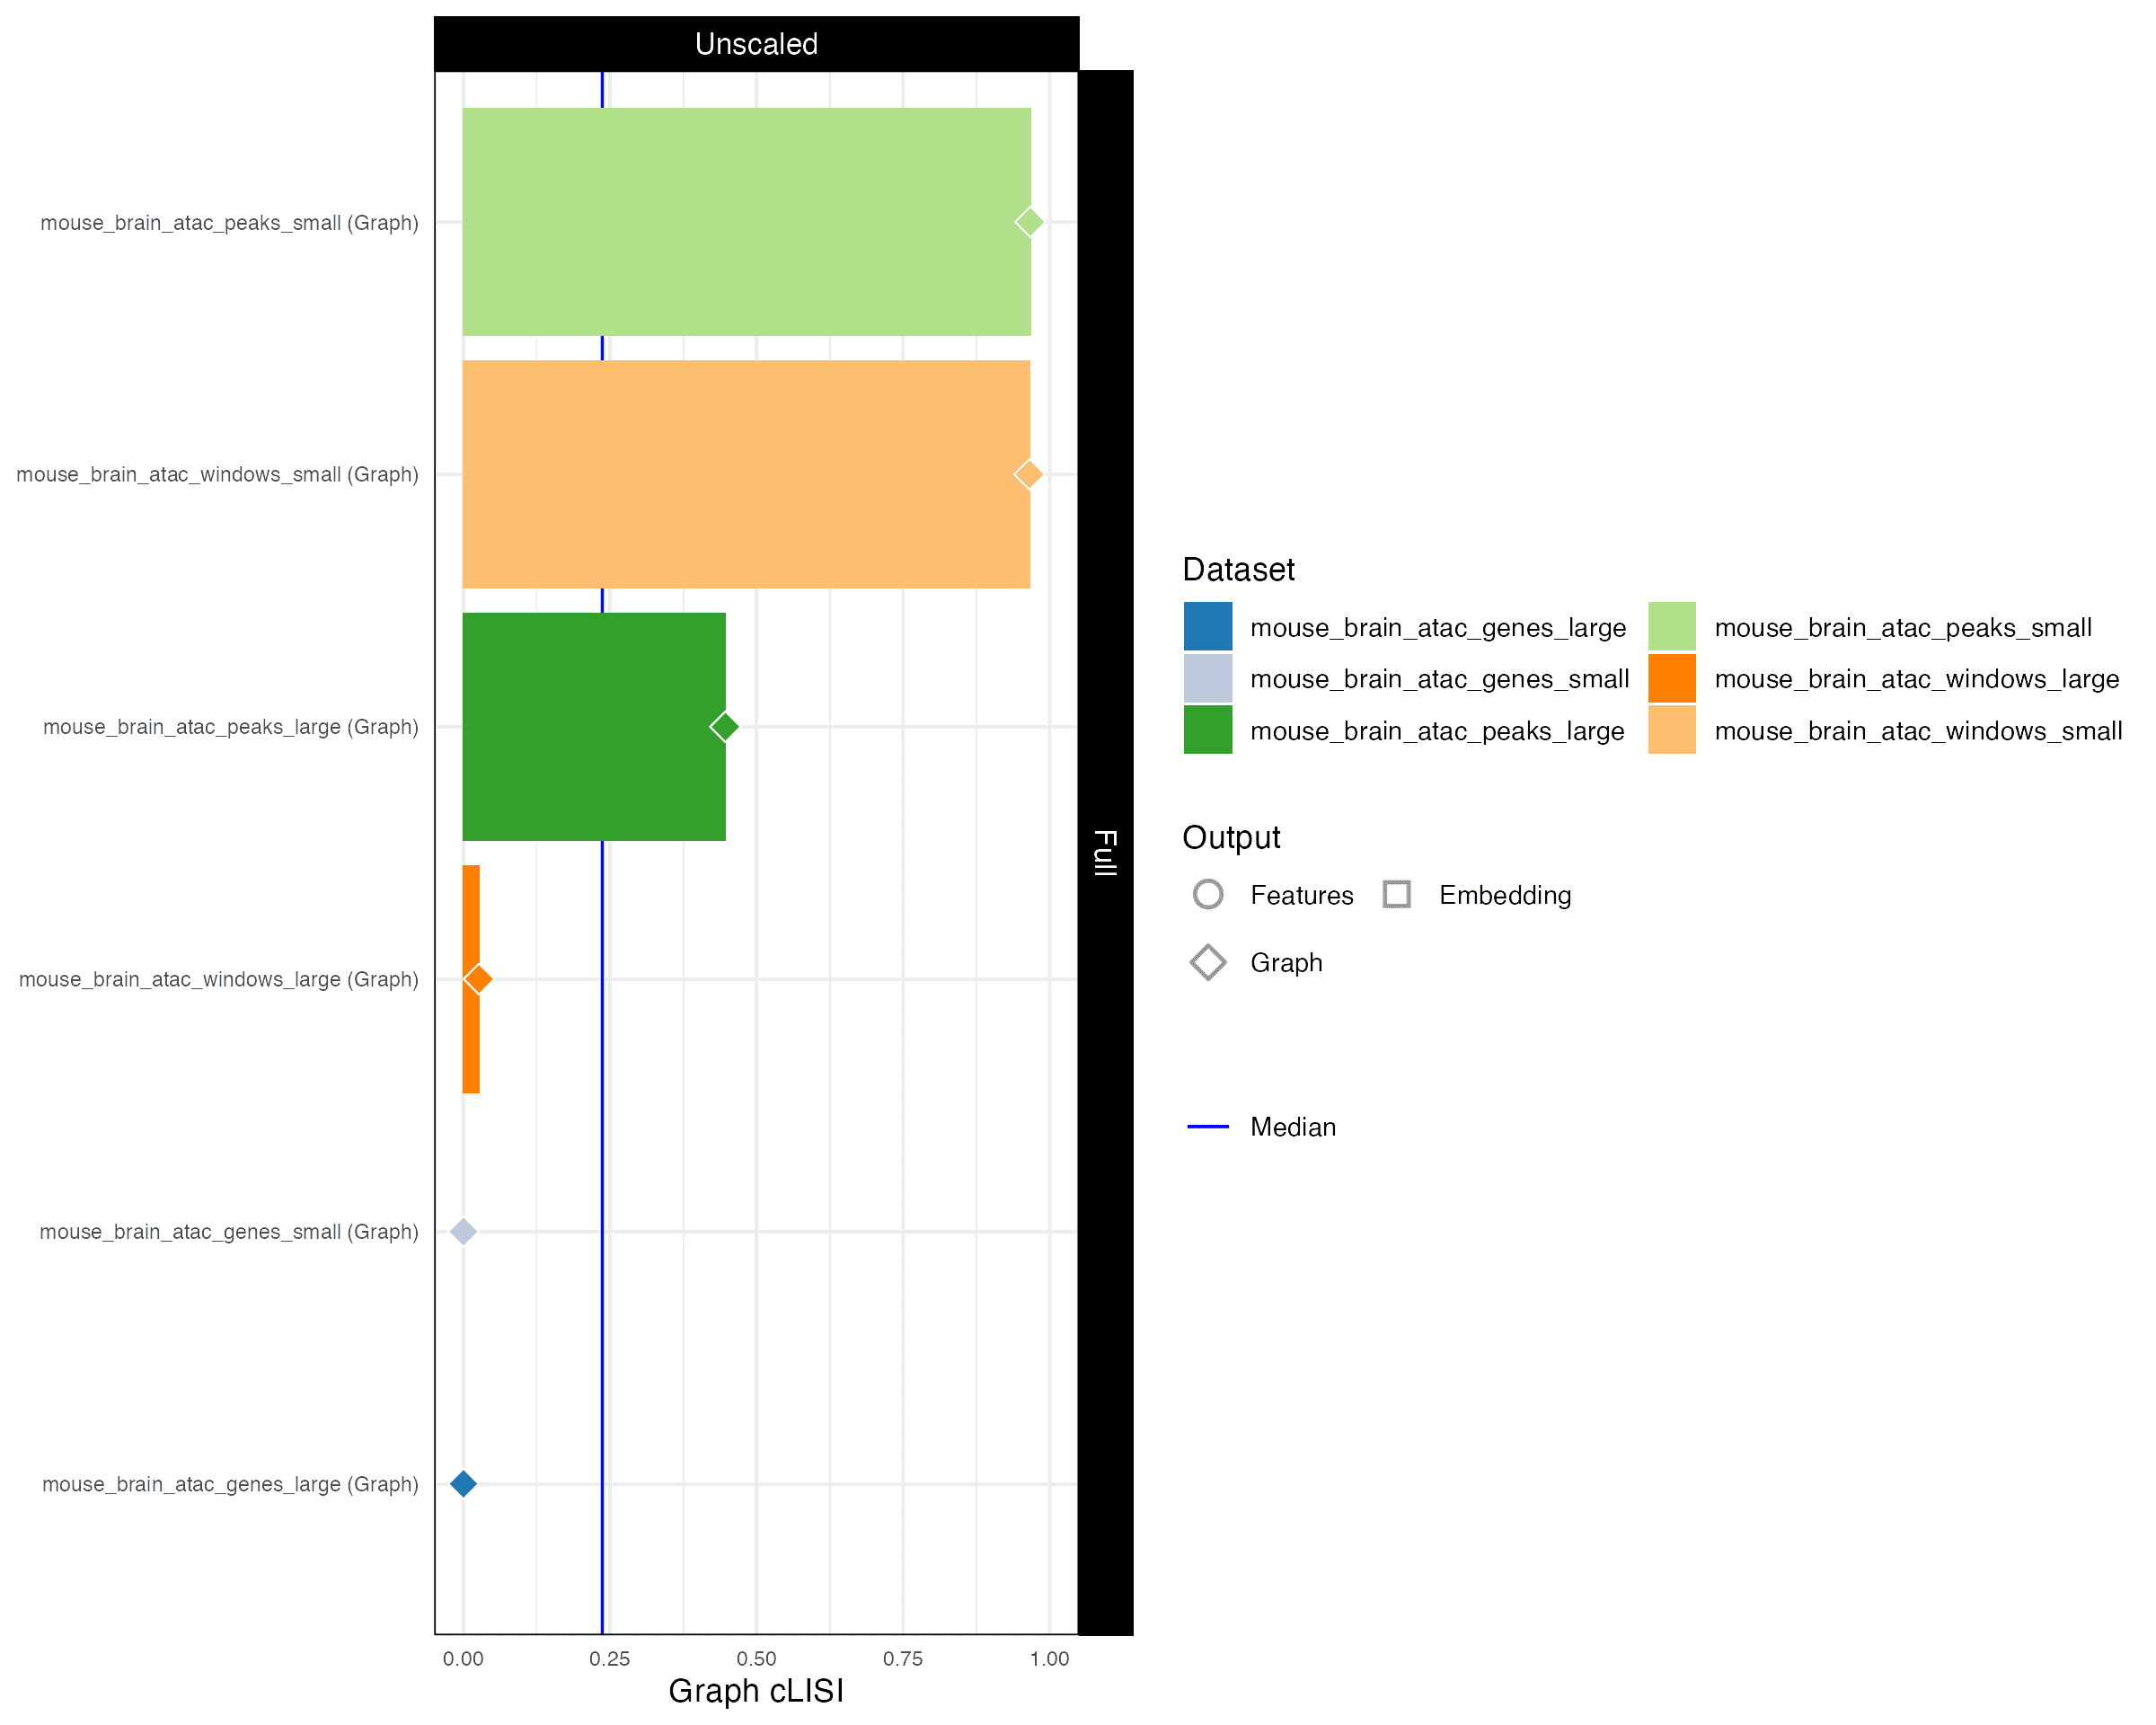 Unscaled
mouse_brain_atac_peaks_small (Graph)
mouse_brain_atac_windows_small (Graph)
mouse_brain_atac_peaks_large (Graph)
mouse_brain_atac_windows_large (Graph)
mouse_brain_atac_genes_small (Graph)
mouse_brain_atac_genes_large (Graph)
0.00 0.25 0.50 0.75 1.00
Graph cLISI
Full
Dataset
mouse_brain_atac_genes_large mouse_brain_atac_peaks_small
mouse_brain_atac_genes_small mouse_brain_atac_windows_large
mouse_brain_atac_peaks_large mouse_brain_atac_windows_small
Output
Features Embedding
Graph
Median